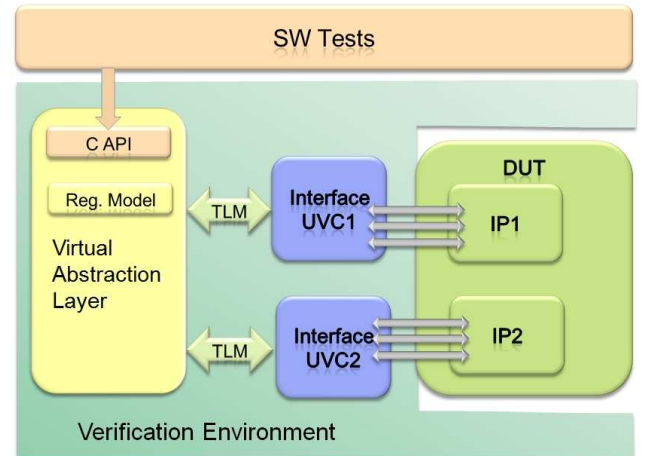 SW Tests
C API
Reg. Model
Virtual
Abstraction
Layer
TLM
Interface
UVC1
DUT
IP1
TLM
Interface
UVC2
IP2
Verification Environment